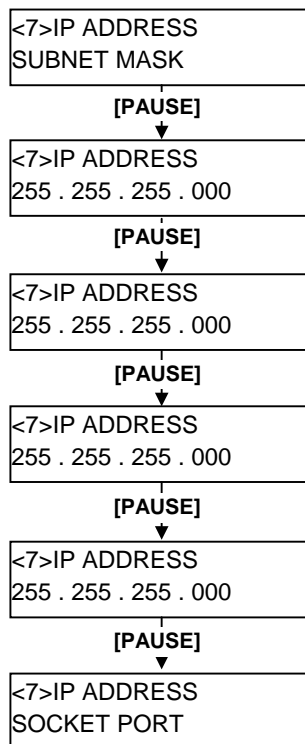 <7>IP ADDRESS
SUBNET MASK
[PAUSE]
<7>IP ADDRESS
255 . 255 . 255 . 000
[PAUSE]
<7>IP ADDRESS
255 . 255 . 255 . 000
[PAUSE]
<7>IP ADDRESS
255 . 255 . 255 . 000
[PAUSE]
<7>IP ADDRESS
255 . 255 . 255 . 000
[PAUSE]
<7>IP ADDRESS
SOCKET PORT